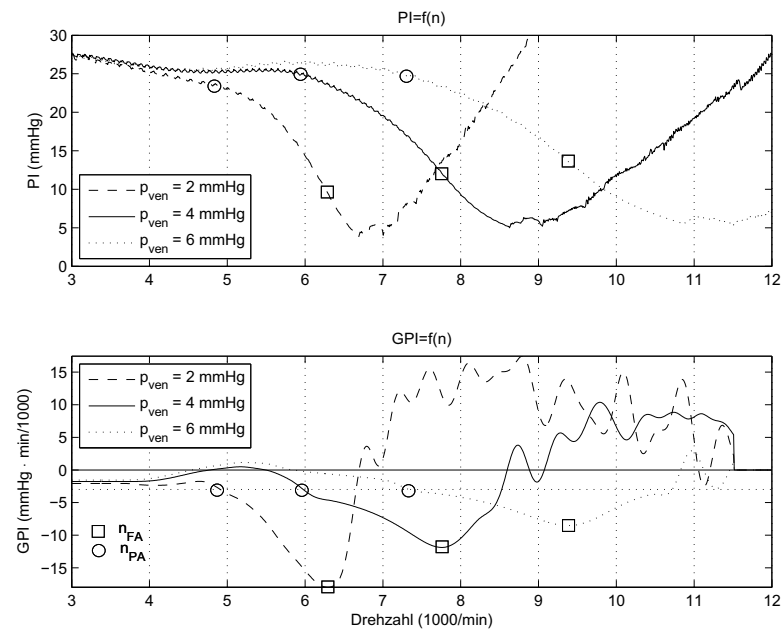 PI=f(n)
30
25
20
15
10
5
0
PI (mmHg)
p_ven = 2 mmHg
p_ven = 4 mmHg
p_ven = 6 mmHg
3 4 5 6 7 8 9 10 11 12
GPI=f(n)
15
10
5
0
−5
−10
−15
GPI (mmHg · min/1000)
p_ven = 2 mmHg
p_ven = 4 mmHg
p_ven = 6 mmHg
n_FA
n_PA
3 4 5 6 7 8 9 10 11 12
Drehzahl (1000/min)